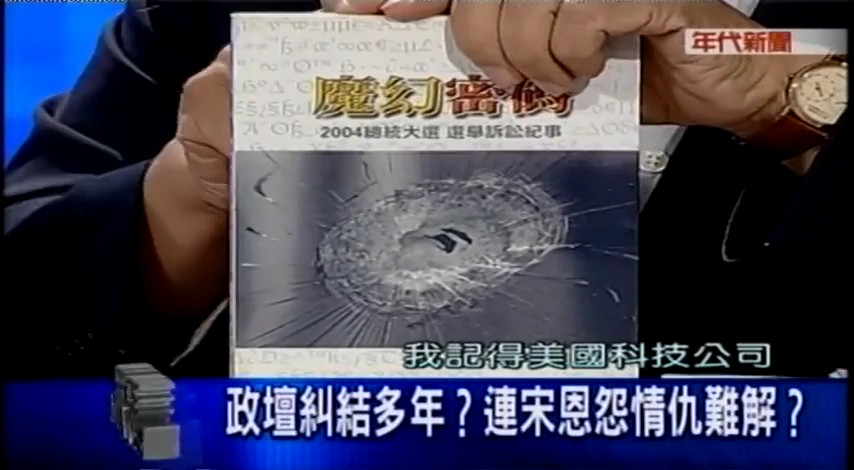 年代新聞
魔幻密碼
2004總統大選 選舉訴訟紀事
我記得美國科技公司
政壇糾結多年?連宋恩怨情仇難解?